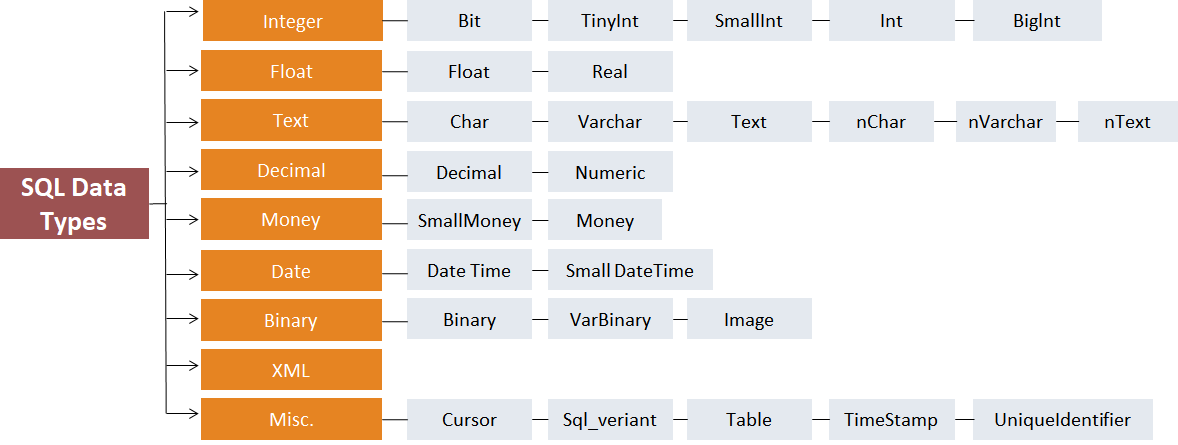 Integer Bit TinyInt SmallInt Int BigInt
Float Float Real
Text Char Varchar Text nChar nVarchar nText
Decimal Decimal Numeric
SQL Data
Types
Money SmallMoney Money
Date Date Time Small DateTime
Binary Binary VarBinary Image
XML
Misc. Cursor Sql_veriant Table TimeStamp UniqueIdentifier